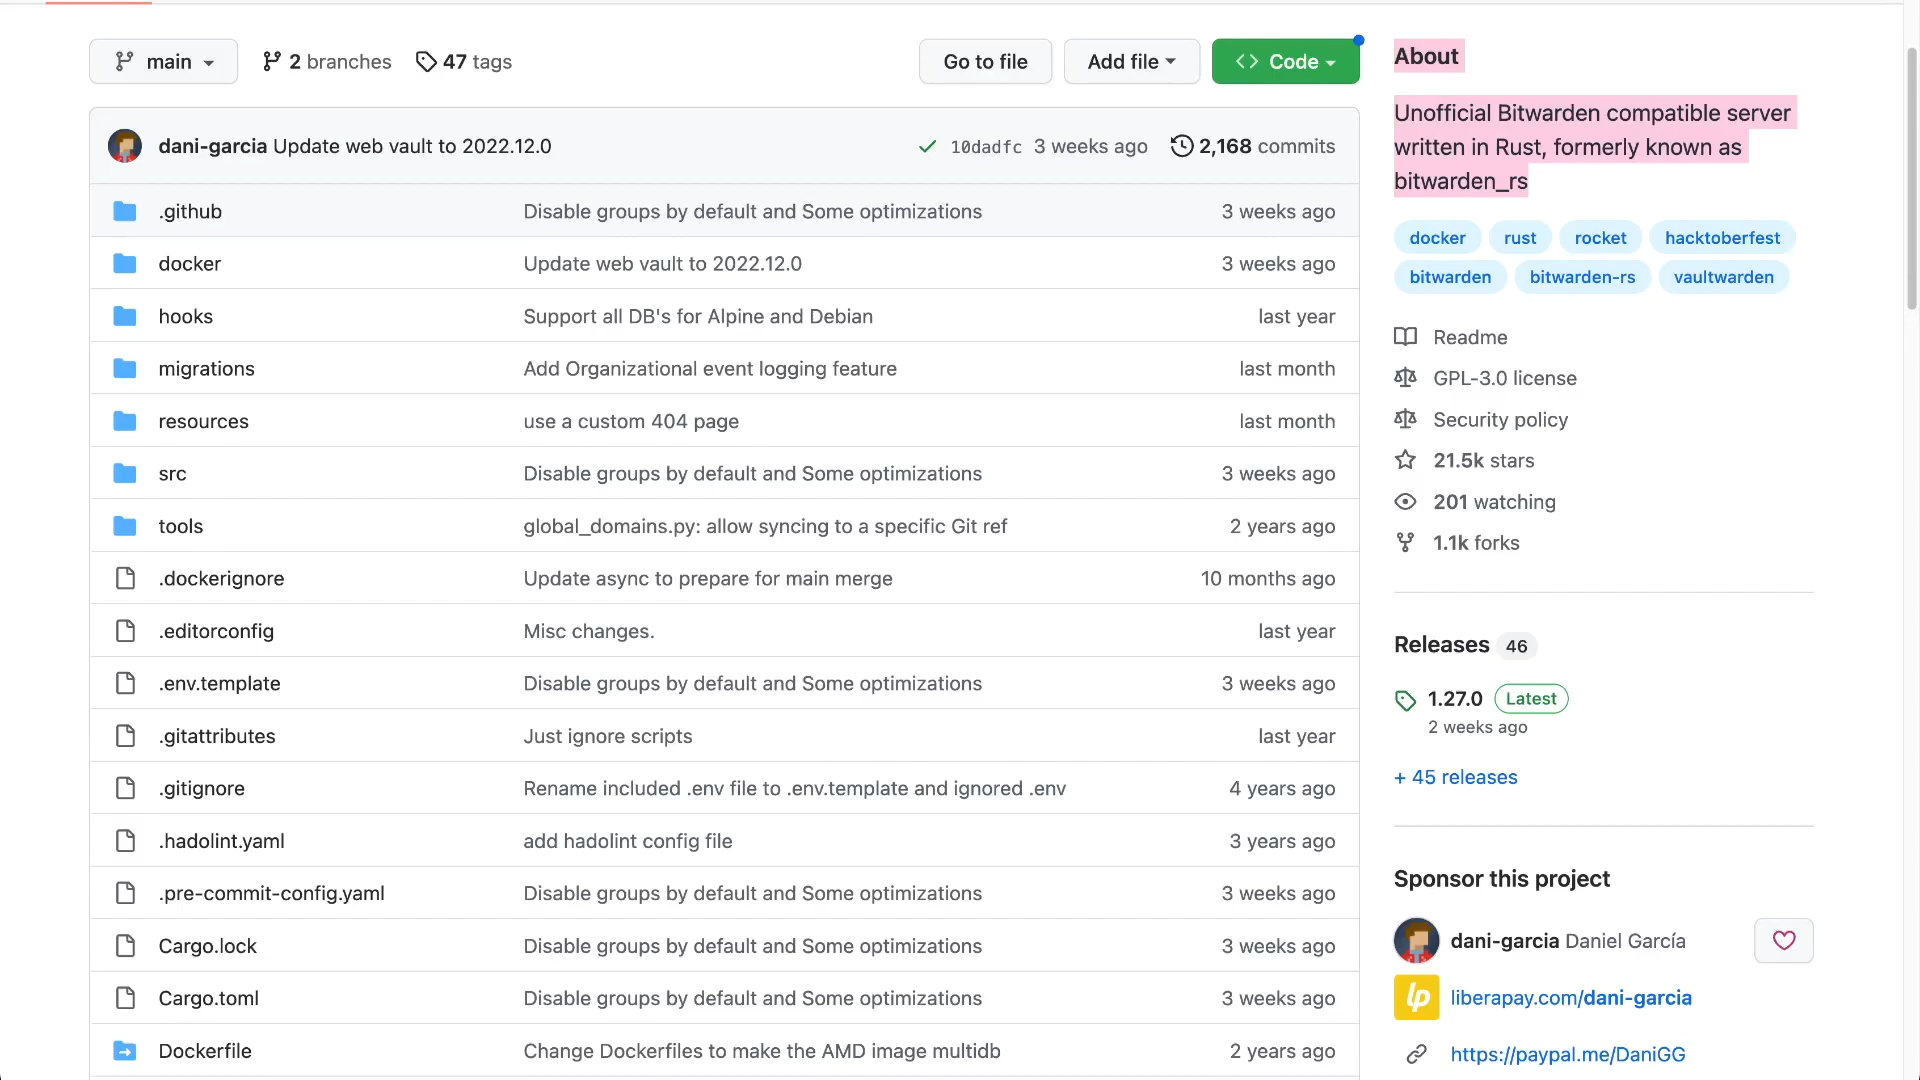 main 2 branches 47 tags Go to file Add file Code
dani-garcia Update web vault to 2022.12.0 10dadfc 3 weeks ago 2,168 commits
.github Disable groups by default and Some optimizations 3 weeks ago
docker Update web vault to 2022.12.0 3 weeks ago
hooks Support all DB's for Alpine and Debian last year
migrations Add Organizational event logging feature last month
resources use a custom 404 page last month
src Disable groups by default and Some optimizations 3 weeks ago
tools global_domains.py: allow syncing to a specific Git ref 2 years ago
.dockerignore Update async to prepare for main merge 10 months ago
.editorconfig Misc changes. last year
.env.template Disable groups by default and Some optimizations 3 weeks ago
.gitattributes Just ignore scripts last year
.gitignore Rename included .env file to .env.template and ignored .env 4 years ago
.hadolint.yaml add hadolint config file 3 years ago
.pre-commit-config.yaml Disable groups by default and Some optimizations 3 weeks ago
Cargo.lock Disable groups by default and Some optimizations 3 weeks ago
Cargo.toml Disable groups by default and Some optimizations 3 weeks ago
Dockerfile Change Dockerfiles to make the AMD image multidb 2 years ago
About
Unofficial Bitwarden compatible server
written in Rust, formerly known as
bitwarden_rs
docker rust rocket hacktoberfest
bitwarden bitwarden-rs vaultwarden
Readme
GPL-3.0 license
Security policy
21.5k stars
201 watching
1.1k forks
Releases 46
1.27.0 Latest
2 weeks ago
+ 45 releases
Sponsor this project
dani-garcia Daniel García
lp liberapay.com/dani-garcia
https://paypal.me/DaniGG